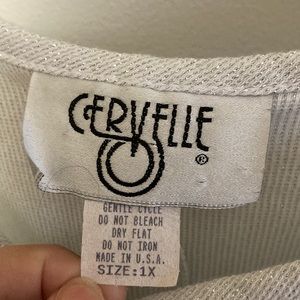 CERVELLE
®
GENTLE CYCLE
DO NOT BLEACH
DRY FLAT
DO NOT IRON
MADE IN U.S.A.
SIZE:1X